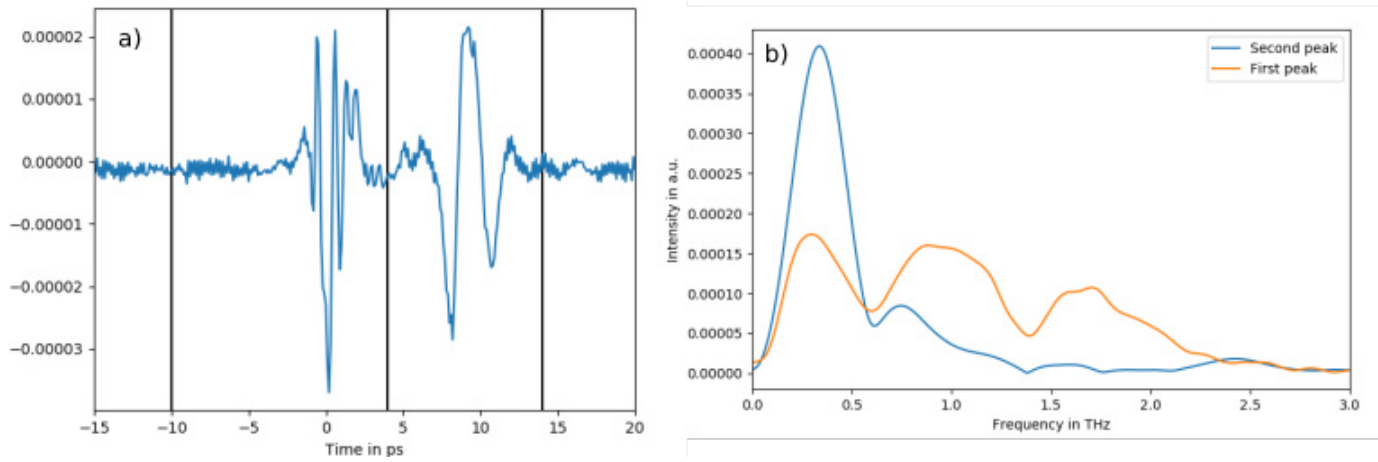 a)
0.00002
0.00001
0.00000
−0.00001
−0.00002
−0.00003
−15 −10 −5 0 5 10 15 20
Time in ps
b)
Second peak
First peak
0.00040
0.00035
0.00030
0.00025
0.00020
0.00015
0.00010
0.00005
0.00000
Intensity in a.u.
0.0 0.5 1.0 1.5 2.0 2.5 3.0
Frequency in THz